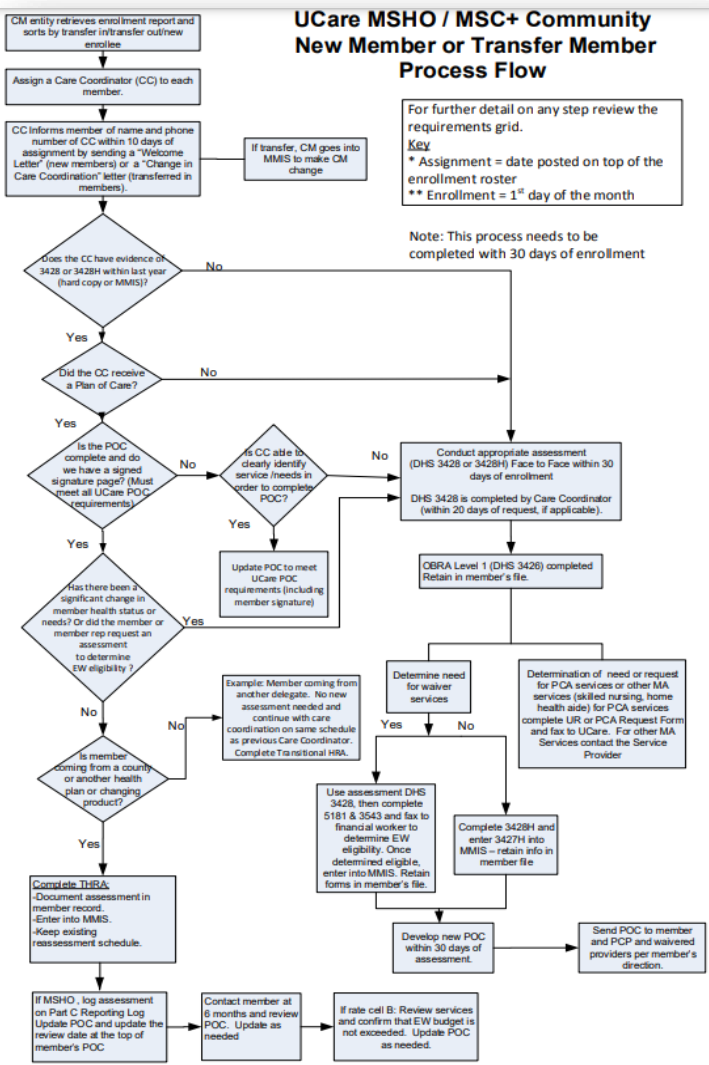 UCare MSHO / MSC+ Community
New Member or Transfer Member
Process Flow
CM entity retrieves enrollment report and
sorts by transfer in/transfer out/new
enrollee
Assign a Care Coordinator (CC) to each
member.
CC Informs member of name and phone
number of CC within 10 days of
assignment by sending a "Welcome
Letter" (new members) or a "Change in
Care Coordination" letter (transferred in
members).
If transfer, CM goes into
MMIS to make CM
change
For further detail on any step review the
requirements grid.
Key
* Assignment = date posted on top of the
enrollment roster
** Enrollment = 1st day of the month
Note: This process needs to be
completed with 30 days of enrollment
Does the CC have evidence of
3428 or 3428H within last year
(hard copy or MMIS)?
No
Yes
Did the CC receive
a Plan of Care?
No
Yes
Is the POC
complete and do
we have a signed
signature page? (Must
meet all UCare POC
requirements)
No
Is CC able to
clearly identify
service /needs in
order to complete
POC?
No
Yes
Update POC to meet
UCare POC
requirements (including
member signature)
Conduct appropriate assessment
(DHS 3428 or 3428H) Face to Face within 30
days of enrollment
DHS 3428 is completed by Care Coordinator
(within 20 days of request, if applicable).
Yes
OBRA Level 1 (DHS 3426) completed
Retain in member's file.
Has there been a
significant change in
member health status or
needs? Or did the member or
member rep request an
assessment
to determine
EW eligibility ?
Yes
No
Example: Member coming from
another delegate. No new
assessment needed and
continue with care
coordination on same schedule
as previous Care Coordinator.
Complete Transitional HRA.
Determine need
for waiver
services
Determination of need or request
for PCA services or other MA
services (skilled nursing, home
health aide) for PCA services
complete UR or PCA Request Form
and fax to UCare. For other MA
Services contact the Service
Provider
Yes
No
Is member
coming from a county
or another health
plan or changing
product?
No
Yes
Use assessment DHS
3428, then complete
5181 & 3543 and fax to
financial worker to
determine EW
eligibility. Once
determined eligible,
enter into MMIS. Retain
forms in member's file.
Complete 3428H and
enter 3427H into
MMIS – retain info in
member file
Complete THRA:
-Document assessment in
member record.
-Enter into MMIS.
-Keep existing
reassessment schedule.
Develop new POC
within 30 days of
assessment.
Send POC to member
and PCP and waivered
providers per member's
direction.
If MSHO , log assessment
on Part C Reporting Log
Update POC and update the
review date at the top of
member's POC
Contact member at
6 months and review
POC. Update as
needed
If rate cell B: Review services
and confirm that EW budget is
not exceeded. Update POC
as needed.